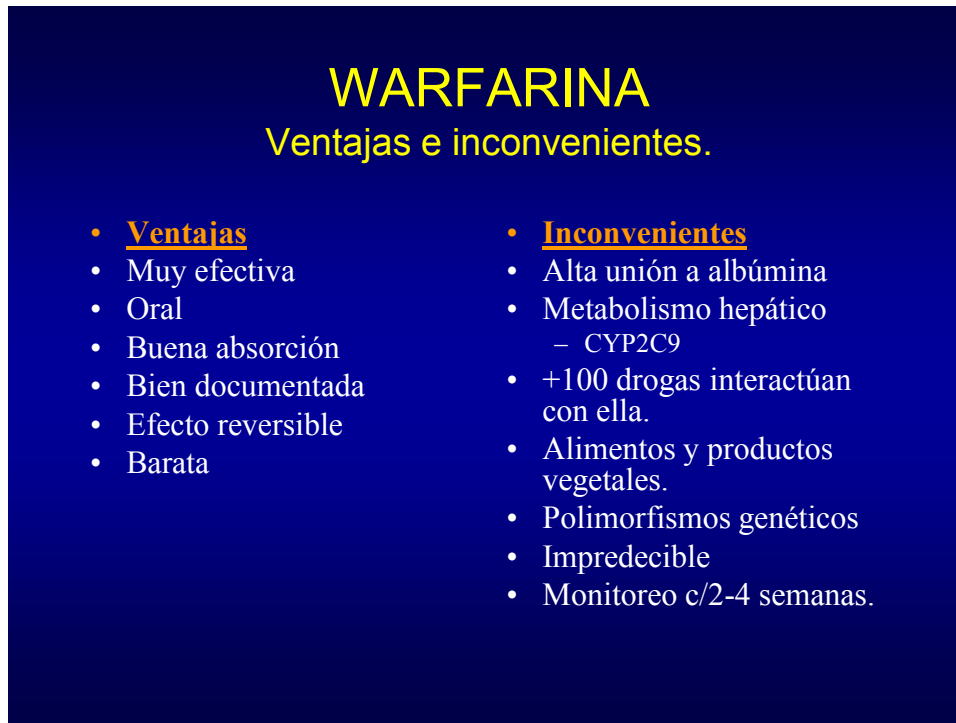 WARFARINA
Ventajas e inconvenientes.
• Ventajas
• Muy efectiva
• Oral
• Buena absorción
• Bien documentada
• Efecto reversible
• Barata
• Inconvenientes
• Alta unión a albúmina
• Metabolismo hepático
– CYP2C9
• +100 drogas interactúan
con ella.
• Alimentos y productos
vegetales.
• Polimorfismos genéticos
• Impredecible
• Monitoreo c/2-4 semanas.